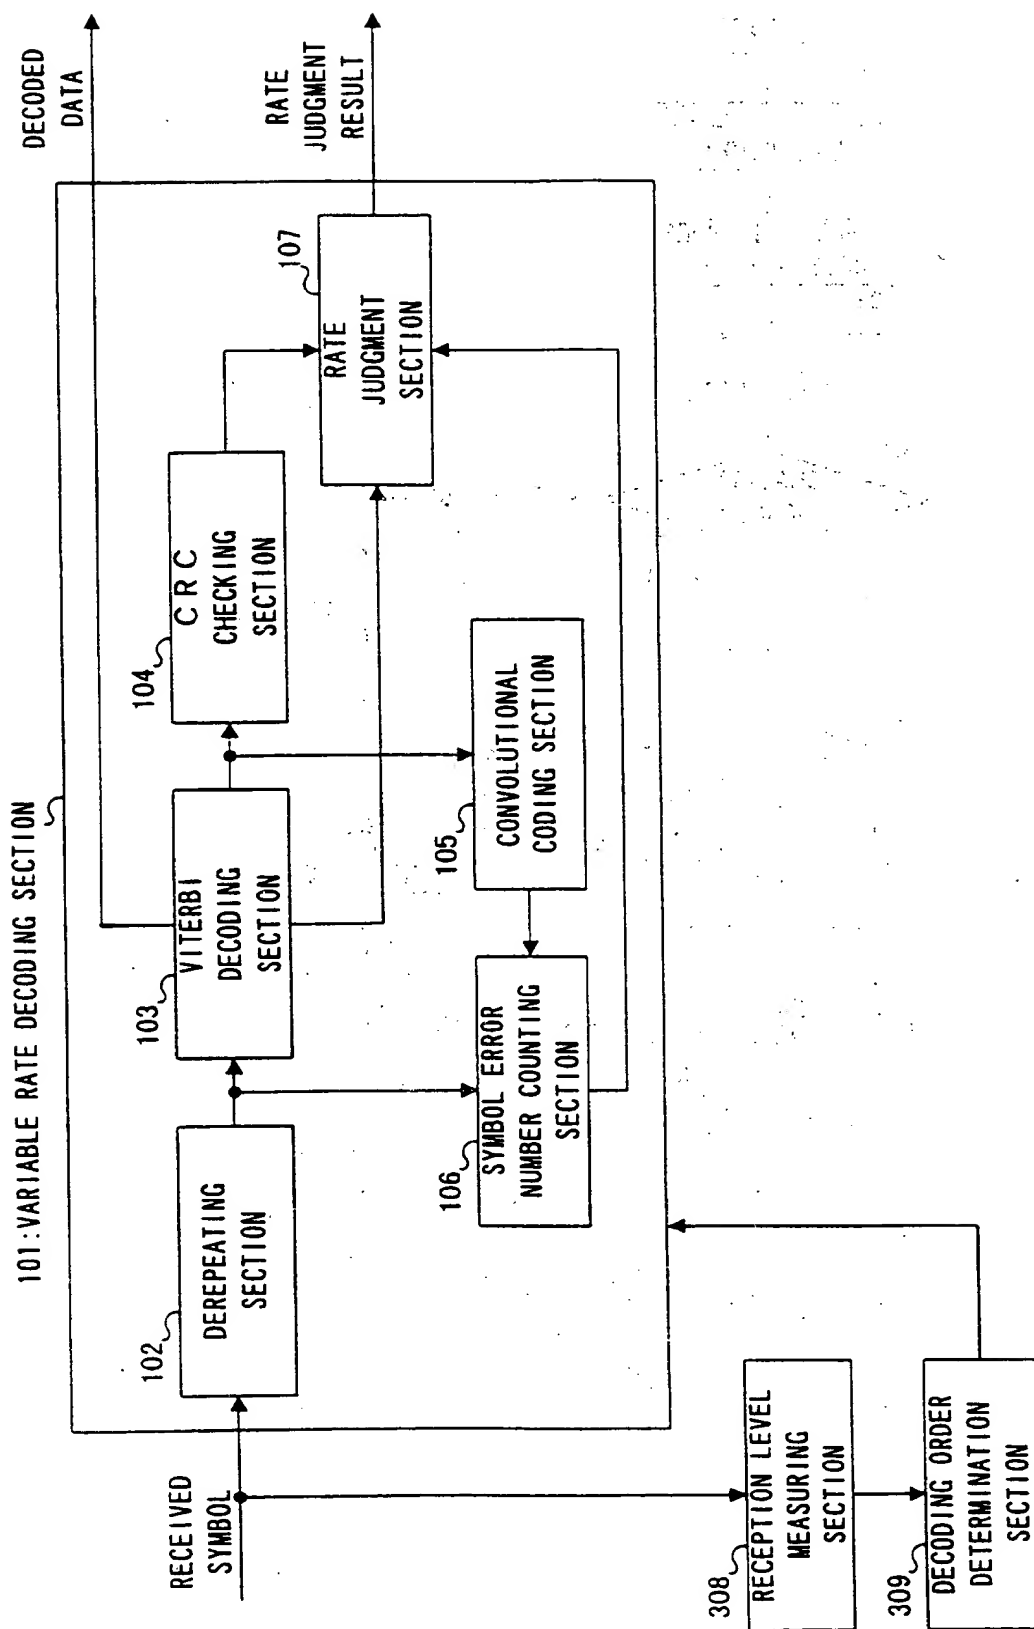 101:VARIABLE RATE DECODING SECTION
RECEIVED
SYMBOL
102
DEREPEATING
SECTION
103
VITERBI
DECODING
SECTION
104
CRC
CHECKING
SECTION
107
RATE
JUDGMENT
SECTION
DECODED
DATA
RATE
JUDGMENT
RESULT
106
SYMBOL ERROR
NUMBER COUNTING
SECTION
105
CONVOLUTIONAL
CODING SECTION
308
RECEPTION LEVEL
MEASURING
SECTION
309
DECODING ORDER
DETERMINATION
SECTION